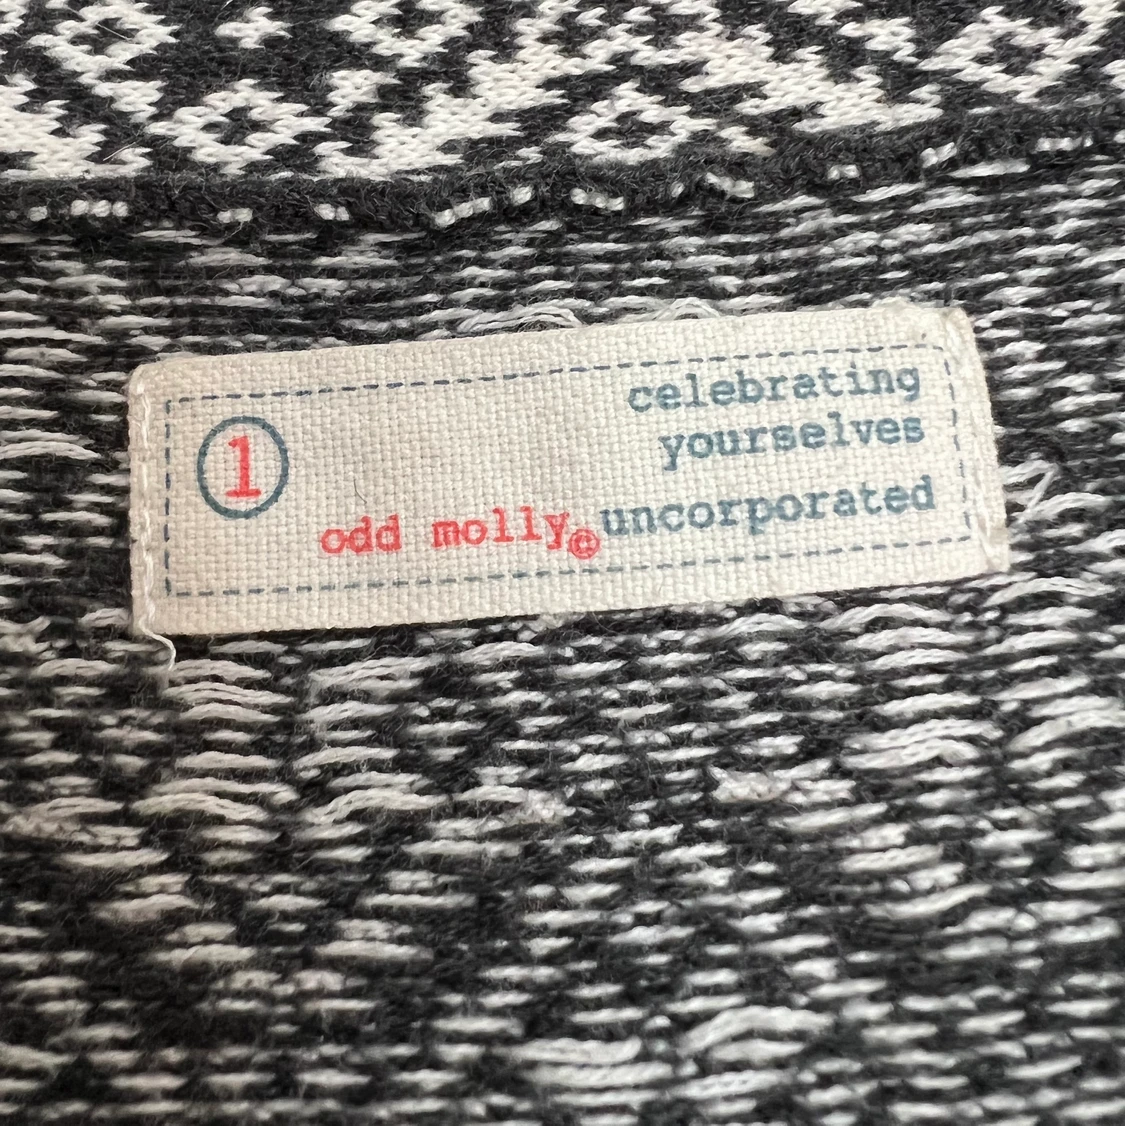 celebrating
yourselves
1
odd molly© uncorporated